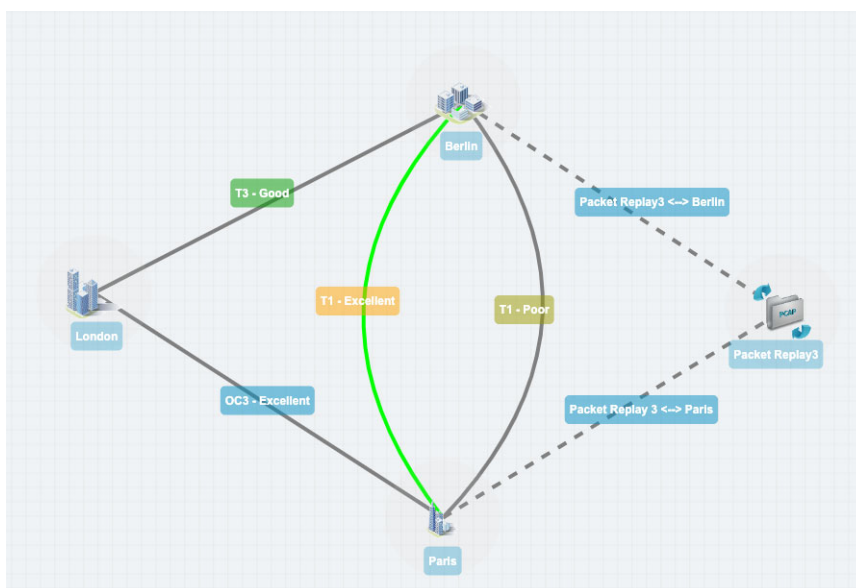 Berlin
T3 - Good
Packet Replay3 <--> Berlin
T1 - Excellent
T1 - Poor
PCAP
London
Packet Replay3
OC3 - Excellent
Packet Replay 3 <--> Paris
Paris